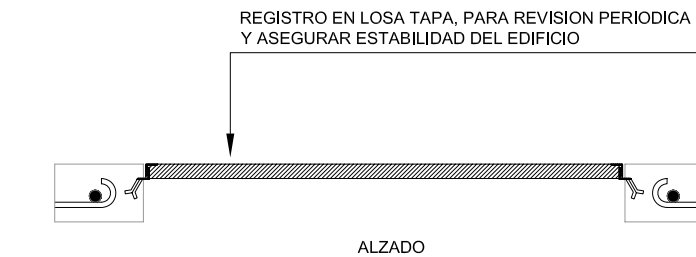 REGISTRO EN LOSA TAPA, PARA REVISION PERIODICA
Y ASEGURAR ESTABILIDAD DEL EDIFICIO
ALZADO